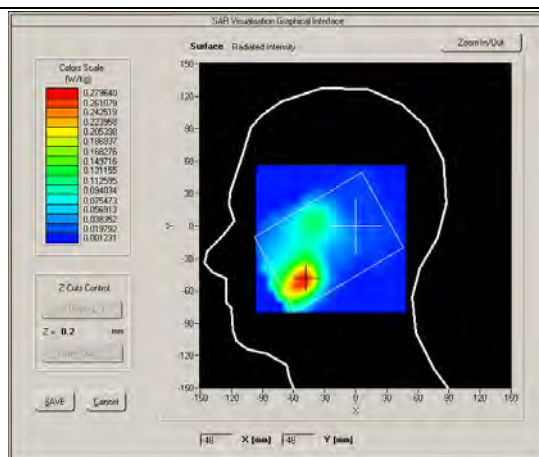 SAR Visualisation Graphical Interface
Surface Radiated Intensity
Zoom In/Out
Colors Scale
(W/kg)
0.279640
0.261079
0.242519
0.223958
0.205398
0.186837
0.168276
0.149716
0.131155
0.112595
0.094034
0.075473
0.056913
0.038352
0.019792
0.001231
150
120
90
60
30
0
-30
-60
-90
-120
-150
Y
-150 -120 -90 -60 -30 0 30 60 90 120 150
X
Z Cuts Control
Z = 0.2 mm
SAVE
Cancel
-48 X (mm) -48 Y (mm)